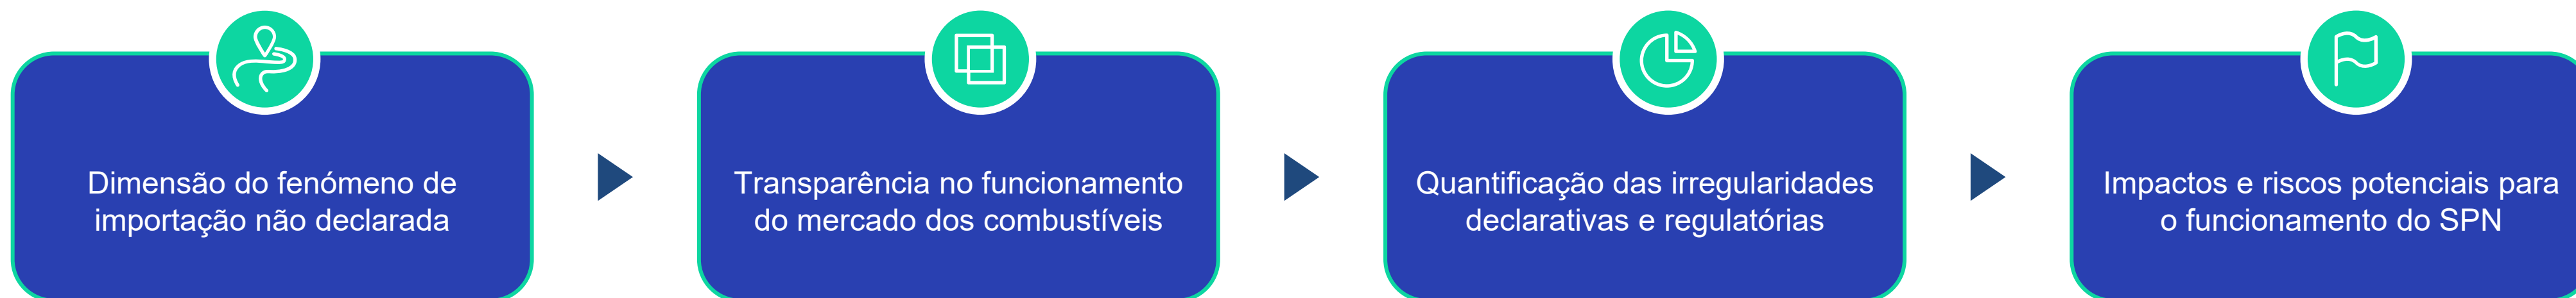 Dimensão do fenómeno de
importação não declarada
Transparência no funcionamento
do mercado dos combustíveis
Quantificação das irregularidades
declarativas e regulatórias
Impactos e riscos potenciais para
o funcionamento do SPN